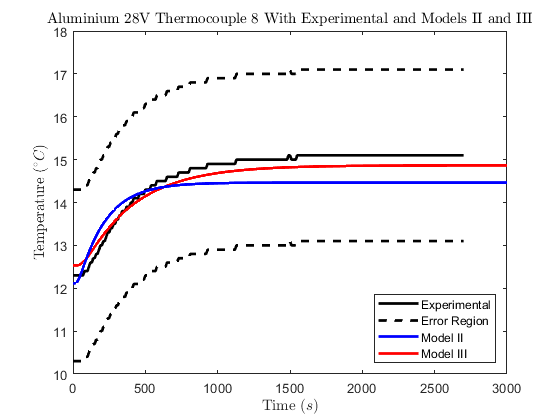 Aluminium 28V Thermocouple 8 With Experimental and Models II and III
18
17
16
15
14
13
12
11
10
Temperature (°C)
Experimental
Error Region
Model II
Model III
0 500 1000 1500 2000 2500 3000
Time (s)